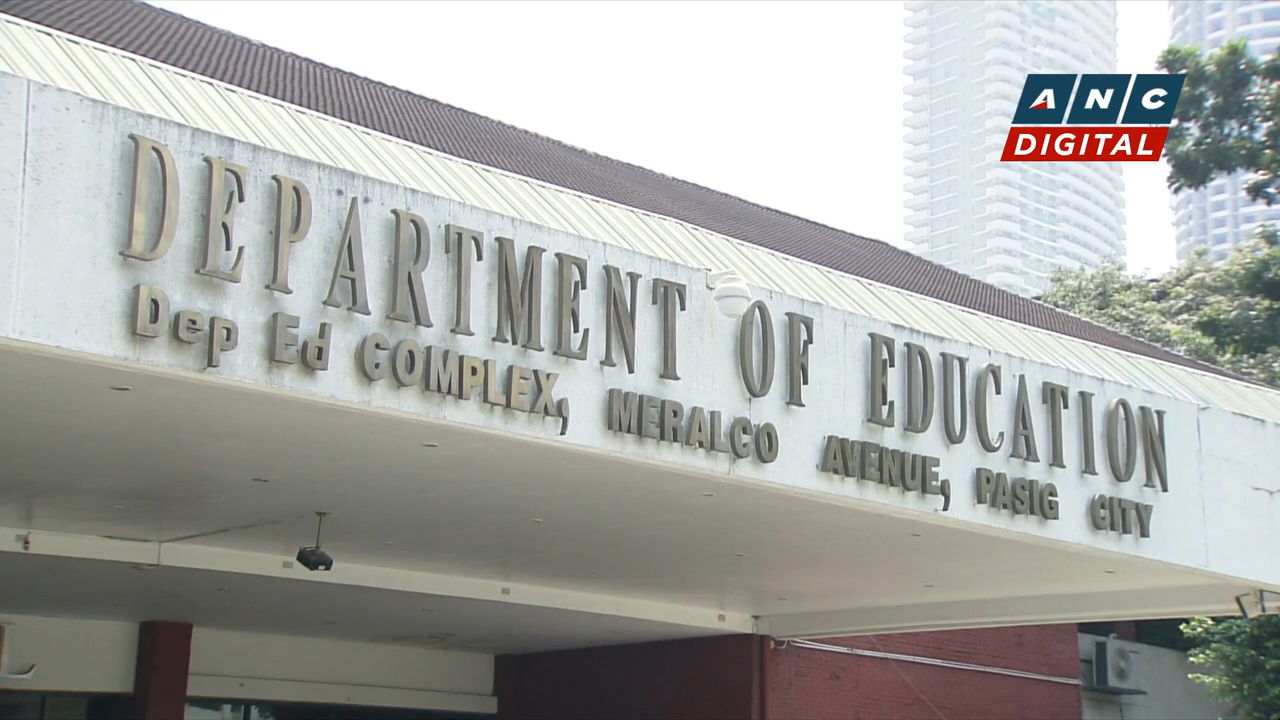 ANC
DIGITAL
DEPARTMENT OF EDUCATION
Dep Ed COMPLEX, MERALCO AVENUE, PASIG CITY